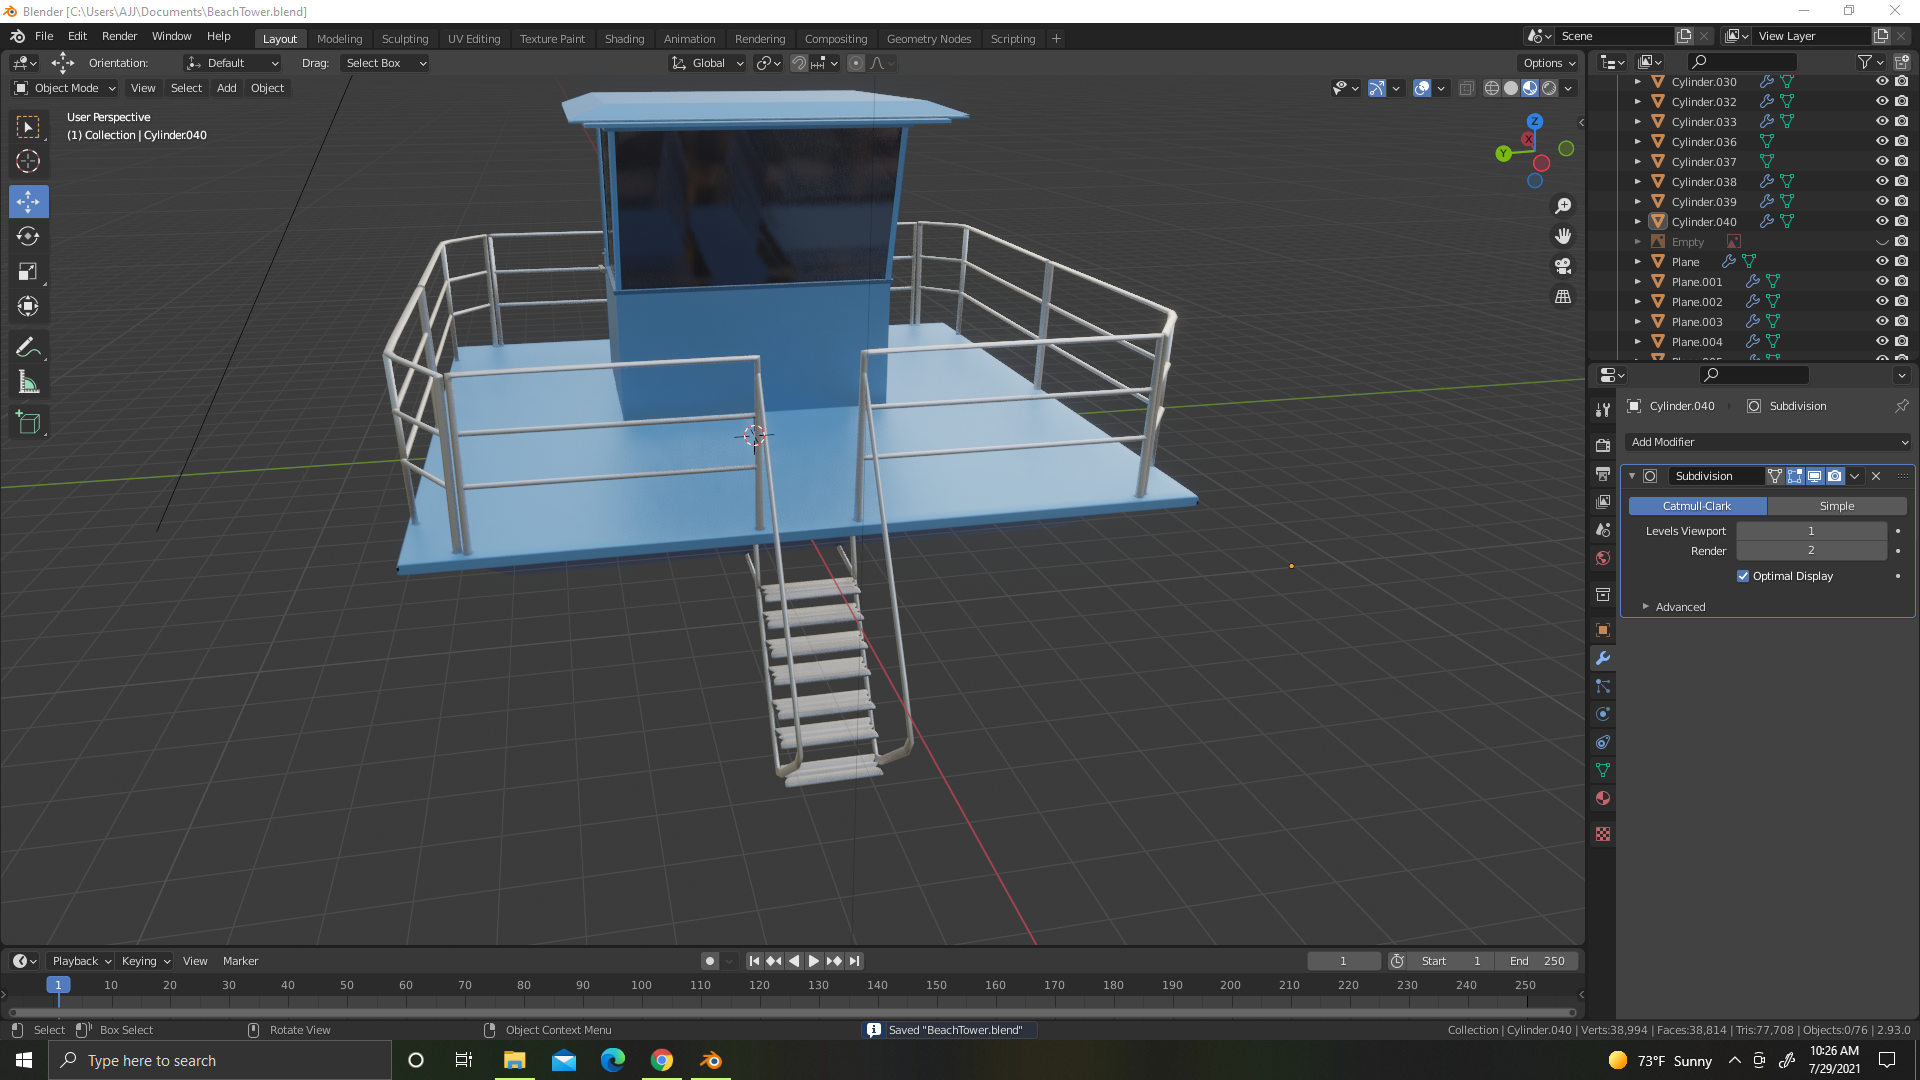 Blender [C:\Users\AJJ\Documents\BeachTower.blend]
File Edit Render Window Help
Layout Modeling Sculpting UV Editing Texture Paint Shading Animation Rendering Compositing Geometry Nodes Scripting +
Scene
View Layer
Orientation: Default Drag: Select Box
Global
Options
Object Mode View Select Add Object
User Perspective
(1) Collection | Cylinder.040
Z
X
Y
Cylinder.030
Cylinder.032
Cylinder.033
Cylinder.036
Cylinder.037
Cylinder.038
Cylinder.039
Cylinder.040
Empty
Plane
Plane.001
Plane.002
Plane.003
Plane.004
Cylinder.040 Subdivision
Add Modifier
Subdivision
Catmull-Clark Simple
Levels Viewport 1
Render 2
Optimal Display
Advanced
Playback Keying View Marker
1 Start 1 End 250
1 10 20 30 40 50 60 70 80 90 100 110 120 130 140 150 160 170 180 190 200 210 220 230 240 250
Select Box Select Rotate View Object Context Menu
Saved "BeachTower.blend"
Collection | Cylinder.040 | Verts:38,994 | Faces:38,814 | Tris:77,708 | Objects:0/76 | 2.93.0
Type here to search
73°F Sunny
10:26 AM
7/29/2021